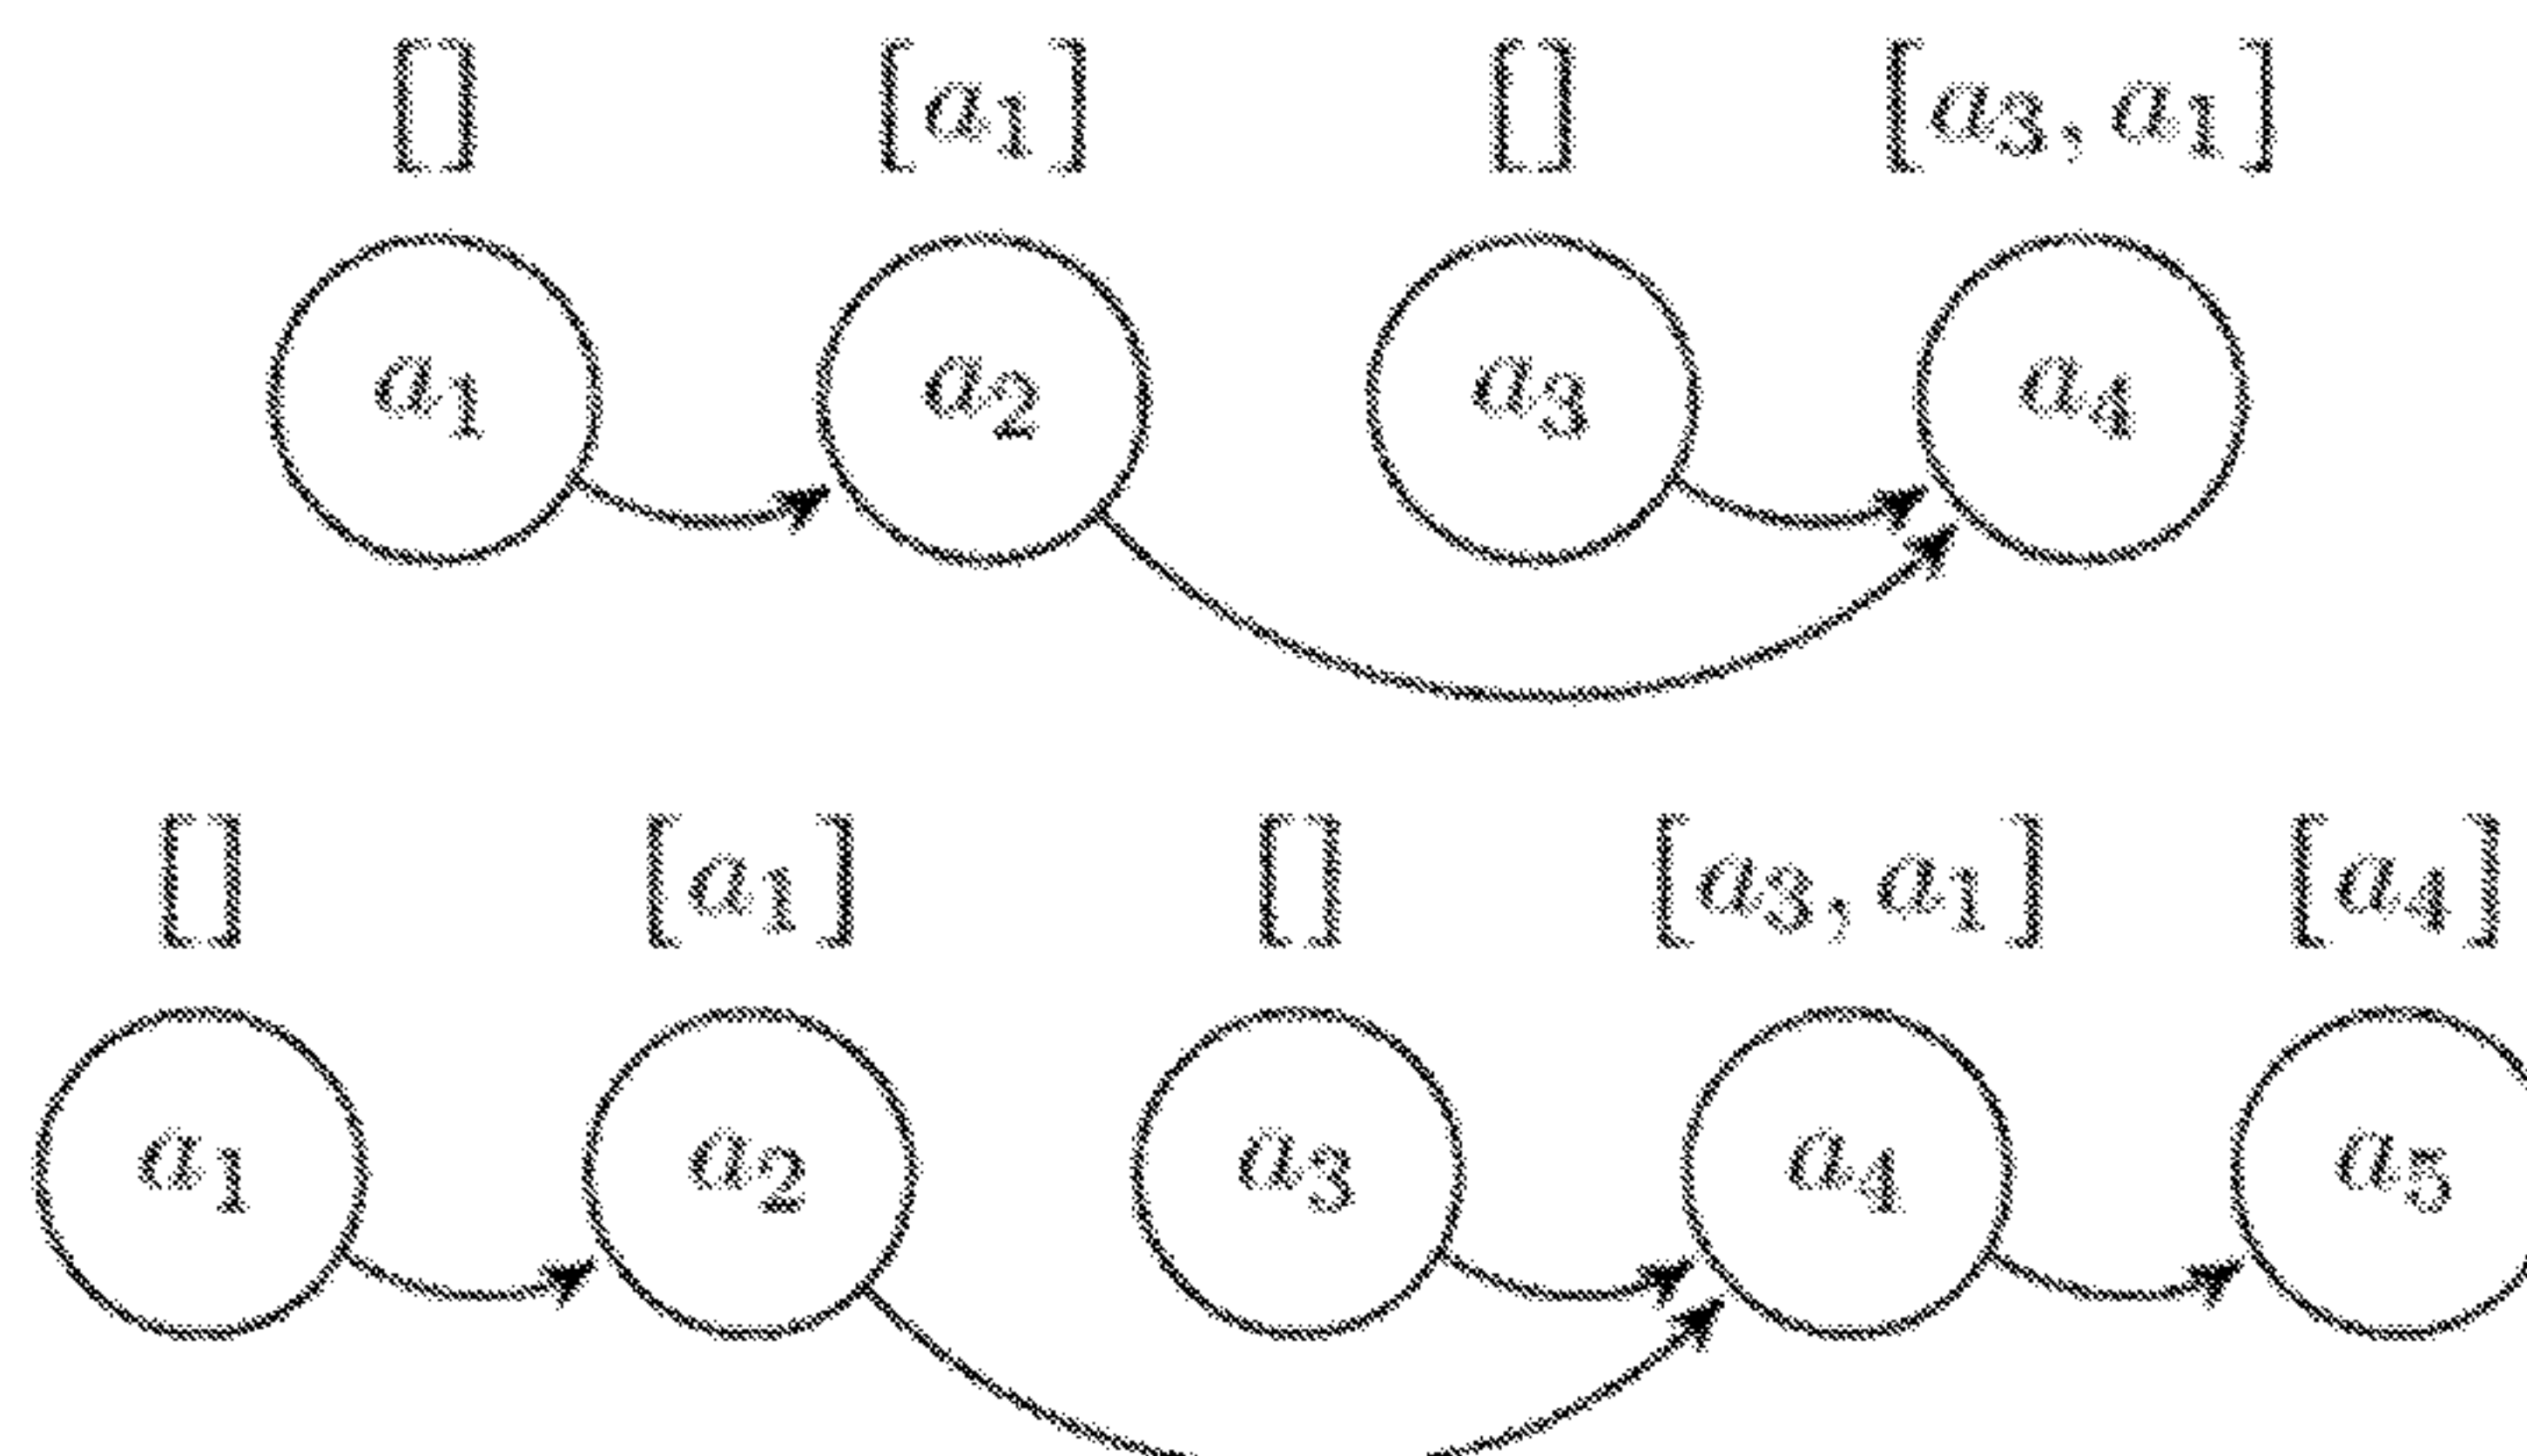 [] [a1] [] [a3, a1]
a1 a2 a3 a4
[] [a1] [] [a3, a1] [a4]
a1 a2 a3 a4 a5